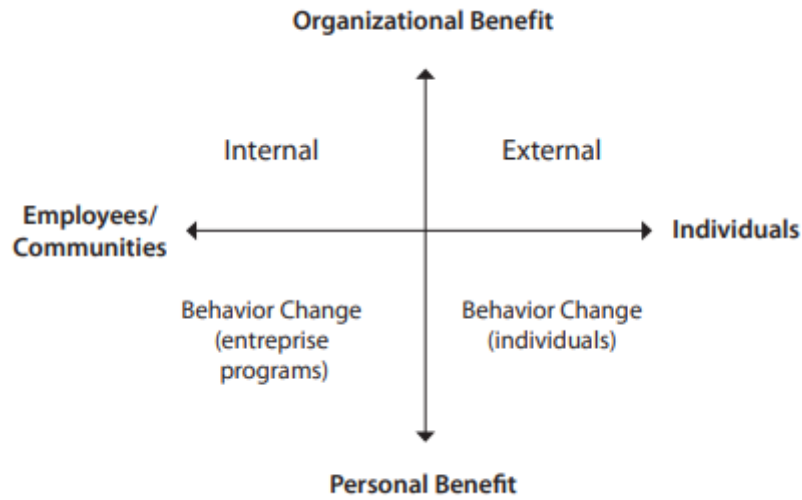 Organizational Benefit
Internal
External
Employees/
Communities
Individuals
Behavior Change
(entreprise
programs)
Behavior Change
(individuals)
Personal Benefit